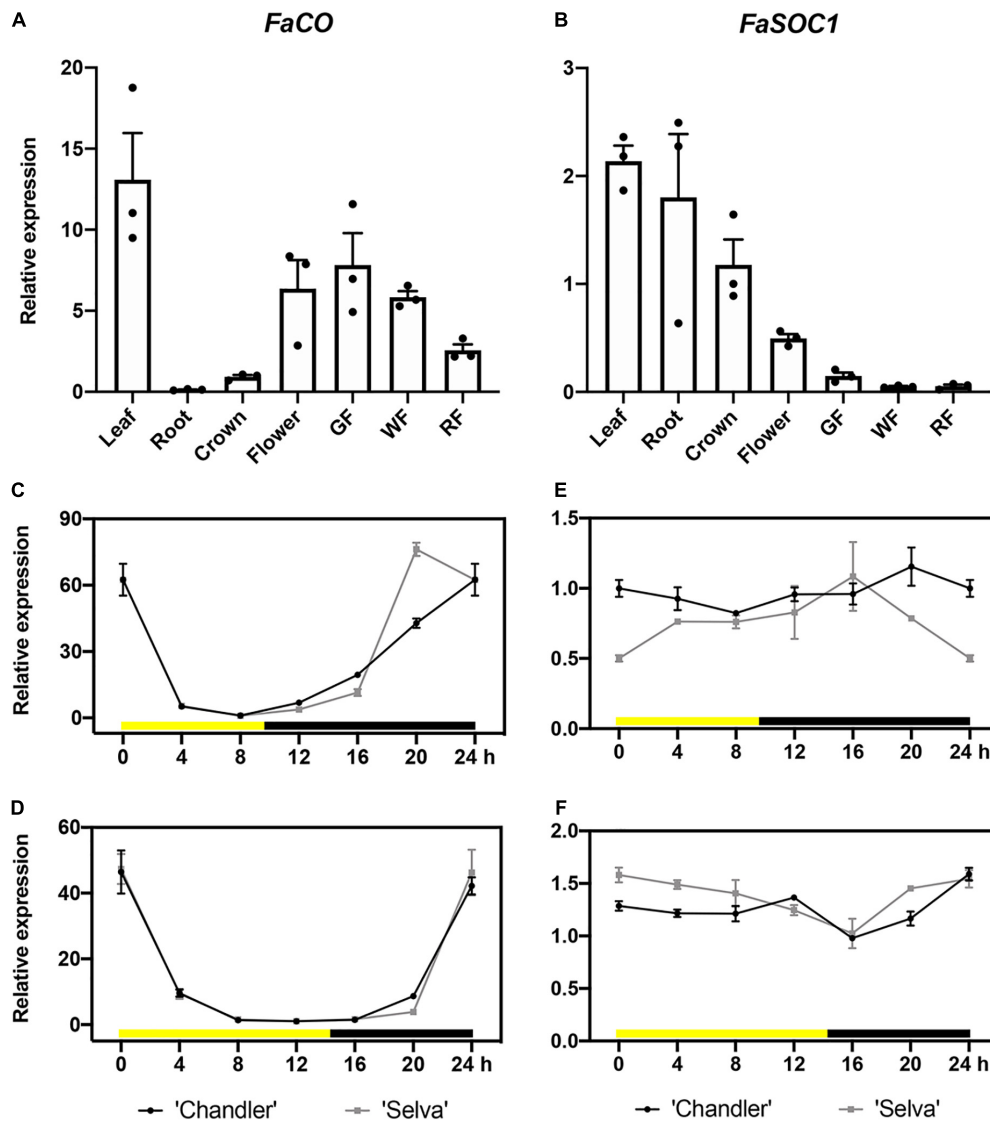 A
FaCO
B
FaSOC1
Relative expression
20
15
10
5
0
Leaf
Root
Crown
Flower
GF
WF
RF
3
2
1
0
Leaf
Root
Crown
Flower
GF
WF
RF
C
Relative expression
90
60
30
0
0 4 8 12 16 20 24 h
E
1.5
1.0
0.5
0.0
0 4 8 12 16 20 24 h
D
Relative expression
60
40
20
0
0 4 8 12 16 20 24 h
F
2.0
1.5
1.0
0.5
0.0
0 4 8 12 16 20 24 h
'Chandler' 'Selva'
'Chandler' 'Selva'